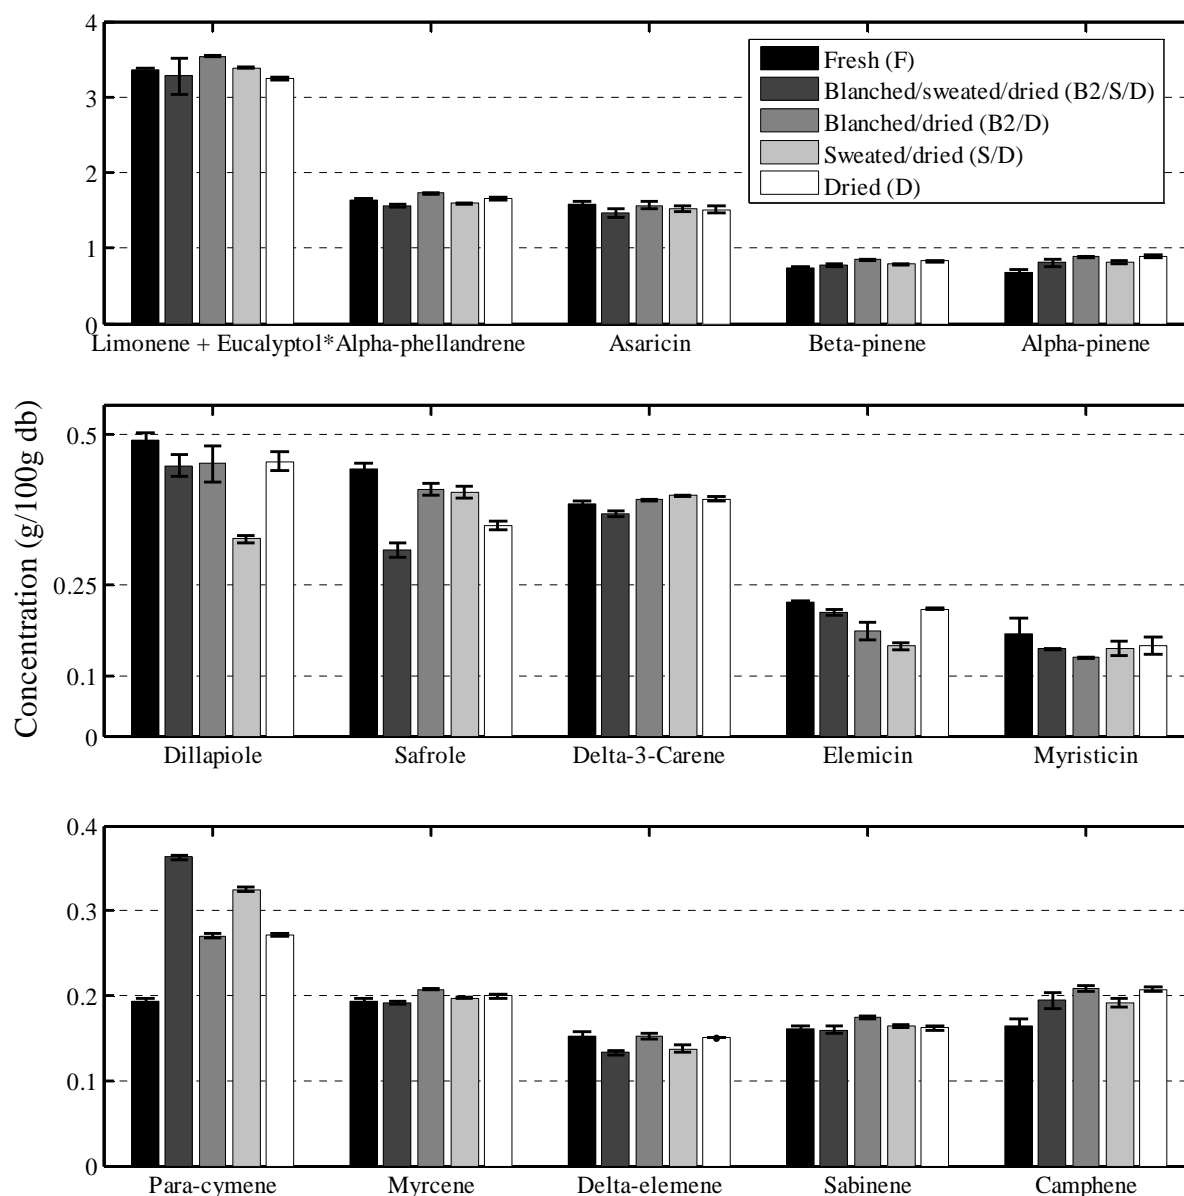 4
3
2
1
0
Fresh (F)
Blanched/sweated/dried (B2/S/D)
Blanched/dried (B2/D)
Sweated/dried (S/D)
Dried (D)
Limonene + Eucalyptol* Alpha-phellandrene Asaricin Beta-pinene Alpha-pinene
Concentration (g/100g db)
0.5
0.25
0.1
0
Dillapiole Safrole Delta-3-Carene Elemicin Myristicin
0.4
0.3
0.2
0.1
0
Para-cymene Myrcene Delta-elemene Sabinene Camphene